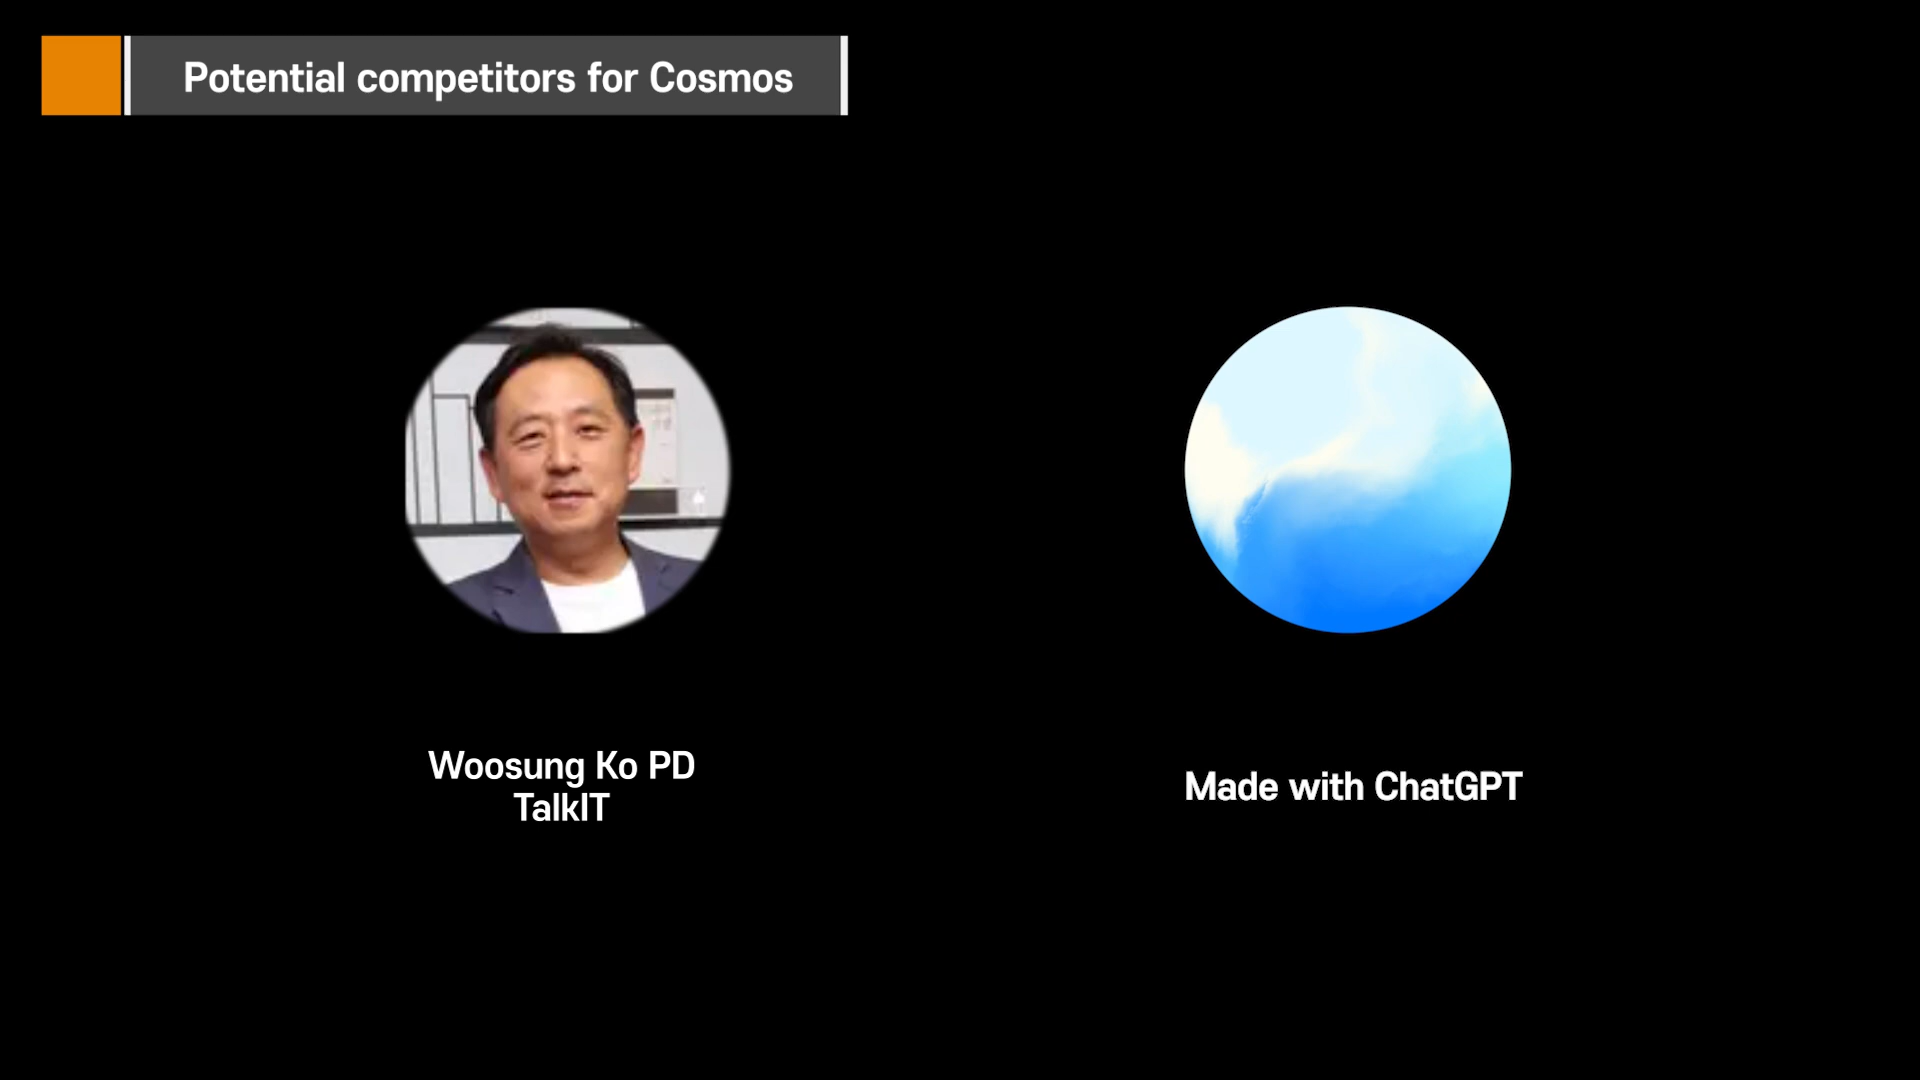 Potential competitors for Cosmos
Woosung Ko PD
TalkIT
Made with ChatGPT